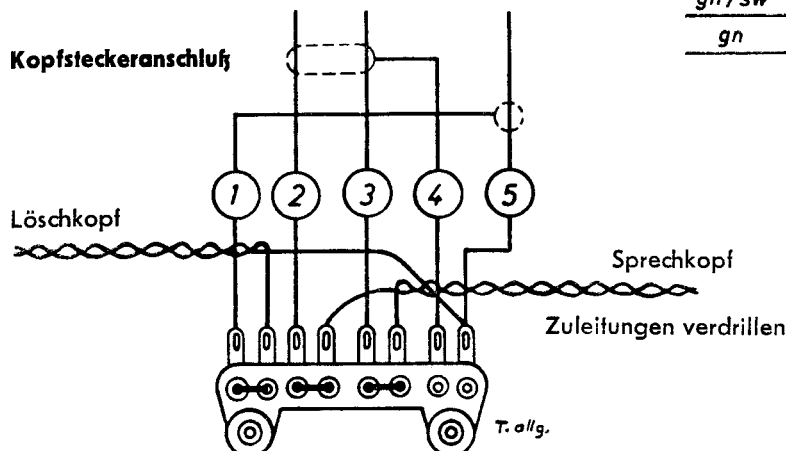 gn/sw
gn
Kopfsteckeranschluß
1 2 3 4 5
Löschkopf
Sprechkopf
Zuleitungen verdrillen
T. allg.